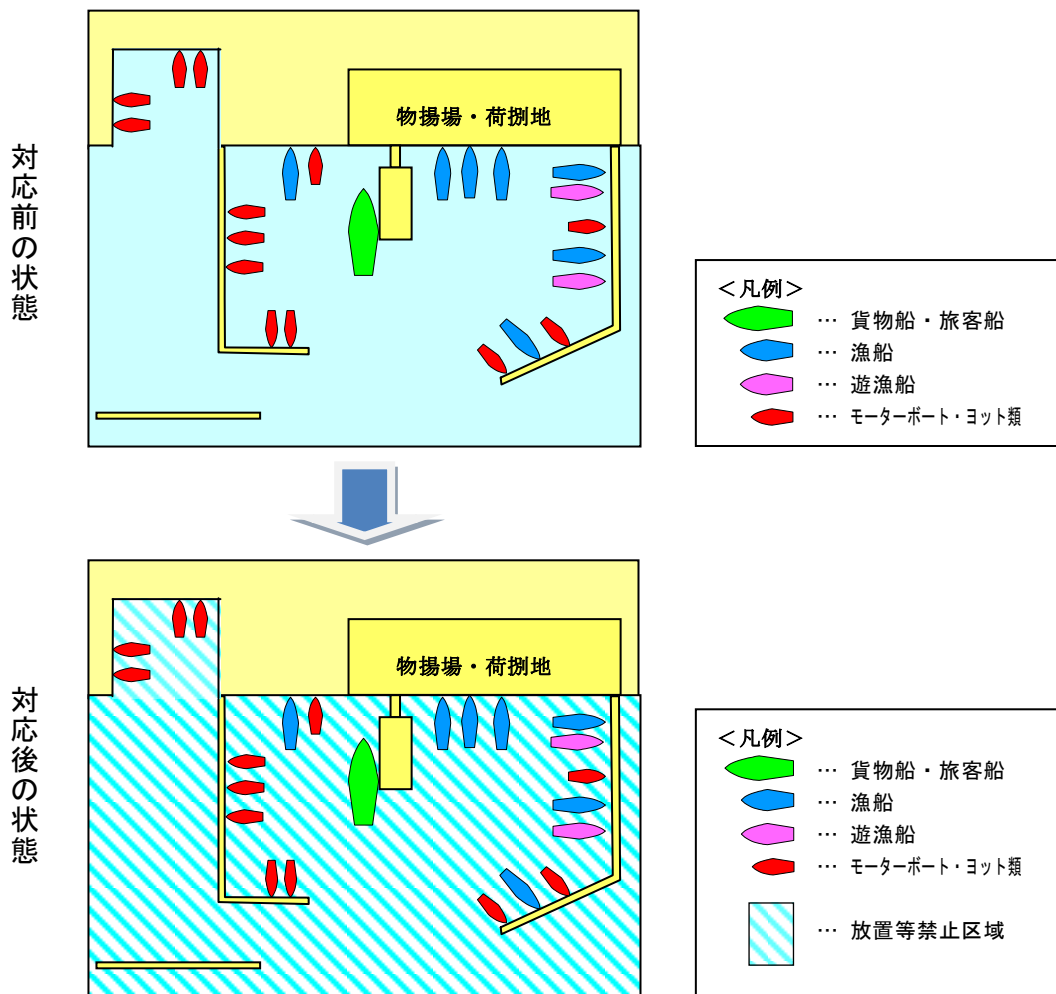 対応前の状態
物揚場・荷捌地
＜凡例＞
… 貨物船・旅客船
… 漁船
… 遊漁船
… モーターボート・ヨット類
対応後の状態
物揚場・荷捌地
＜凡例＞
… 貨物船・旅客船
… 漁船
… 遊漁船
… モーターボート・ヨット類
… 放置等禁止区域